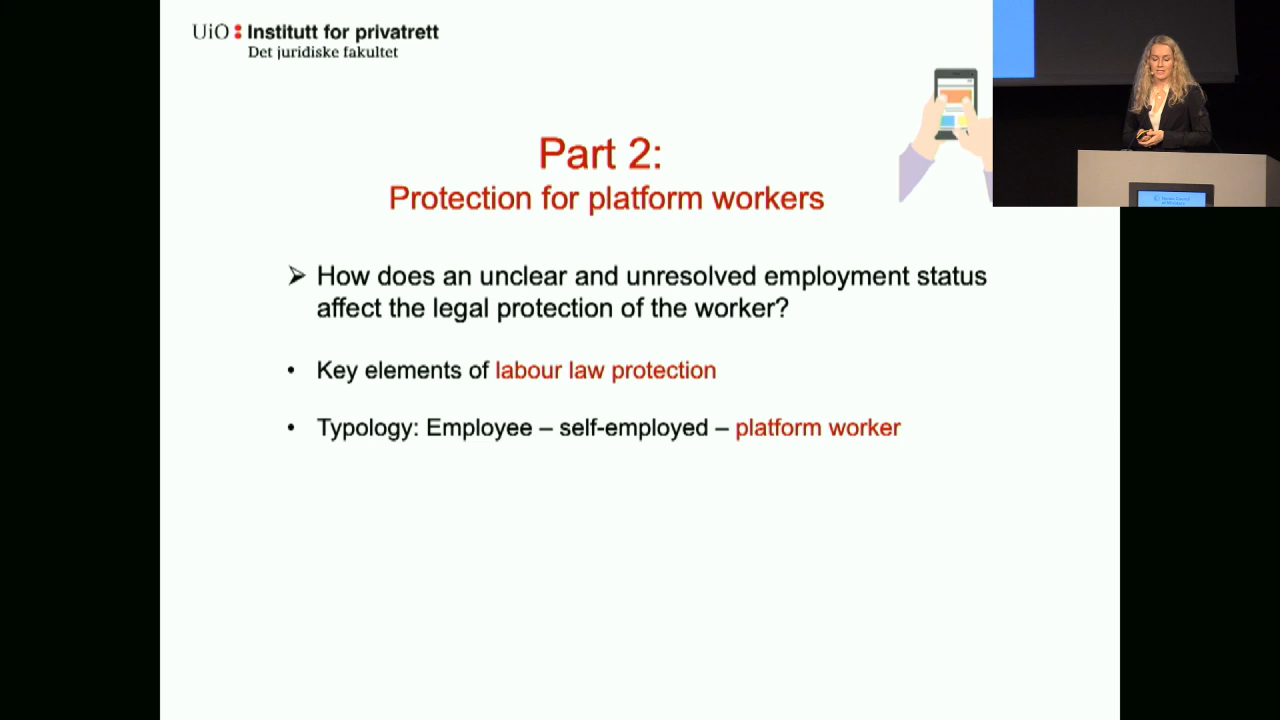 UiO Institutt for privatrett
Det juridiske fakultet
Part 2:
Protection for platform workers
➢ How does an unclear and unresolved employment status
affect the legal protection of the worker?
• Key elements of labour law protection
• Typology: Employee – self-employed – platform worker